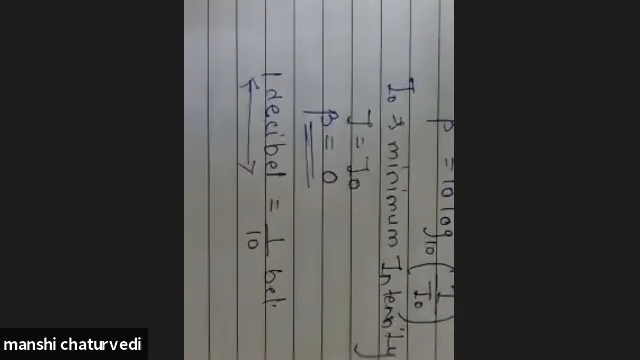 β = 10 log10 (I/I0)
I0 → minimum Intensity
I = I0
β = 0
1 decibel = 1/10 bel
manshi chaturvedi